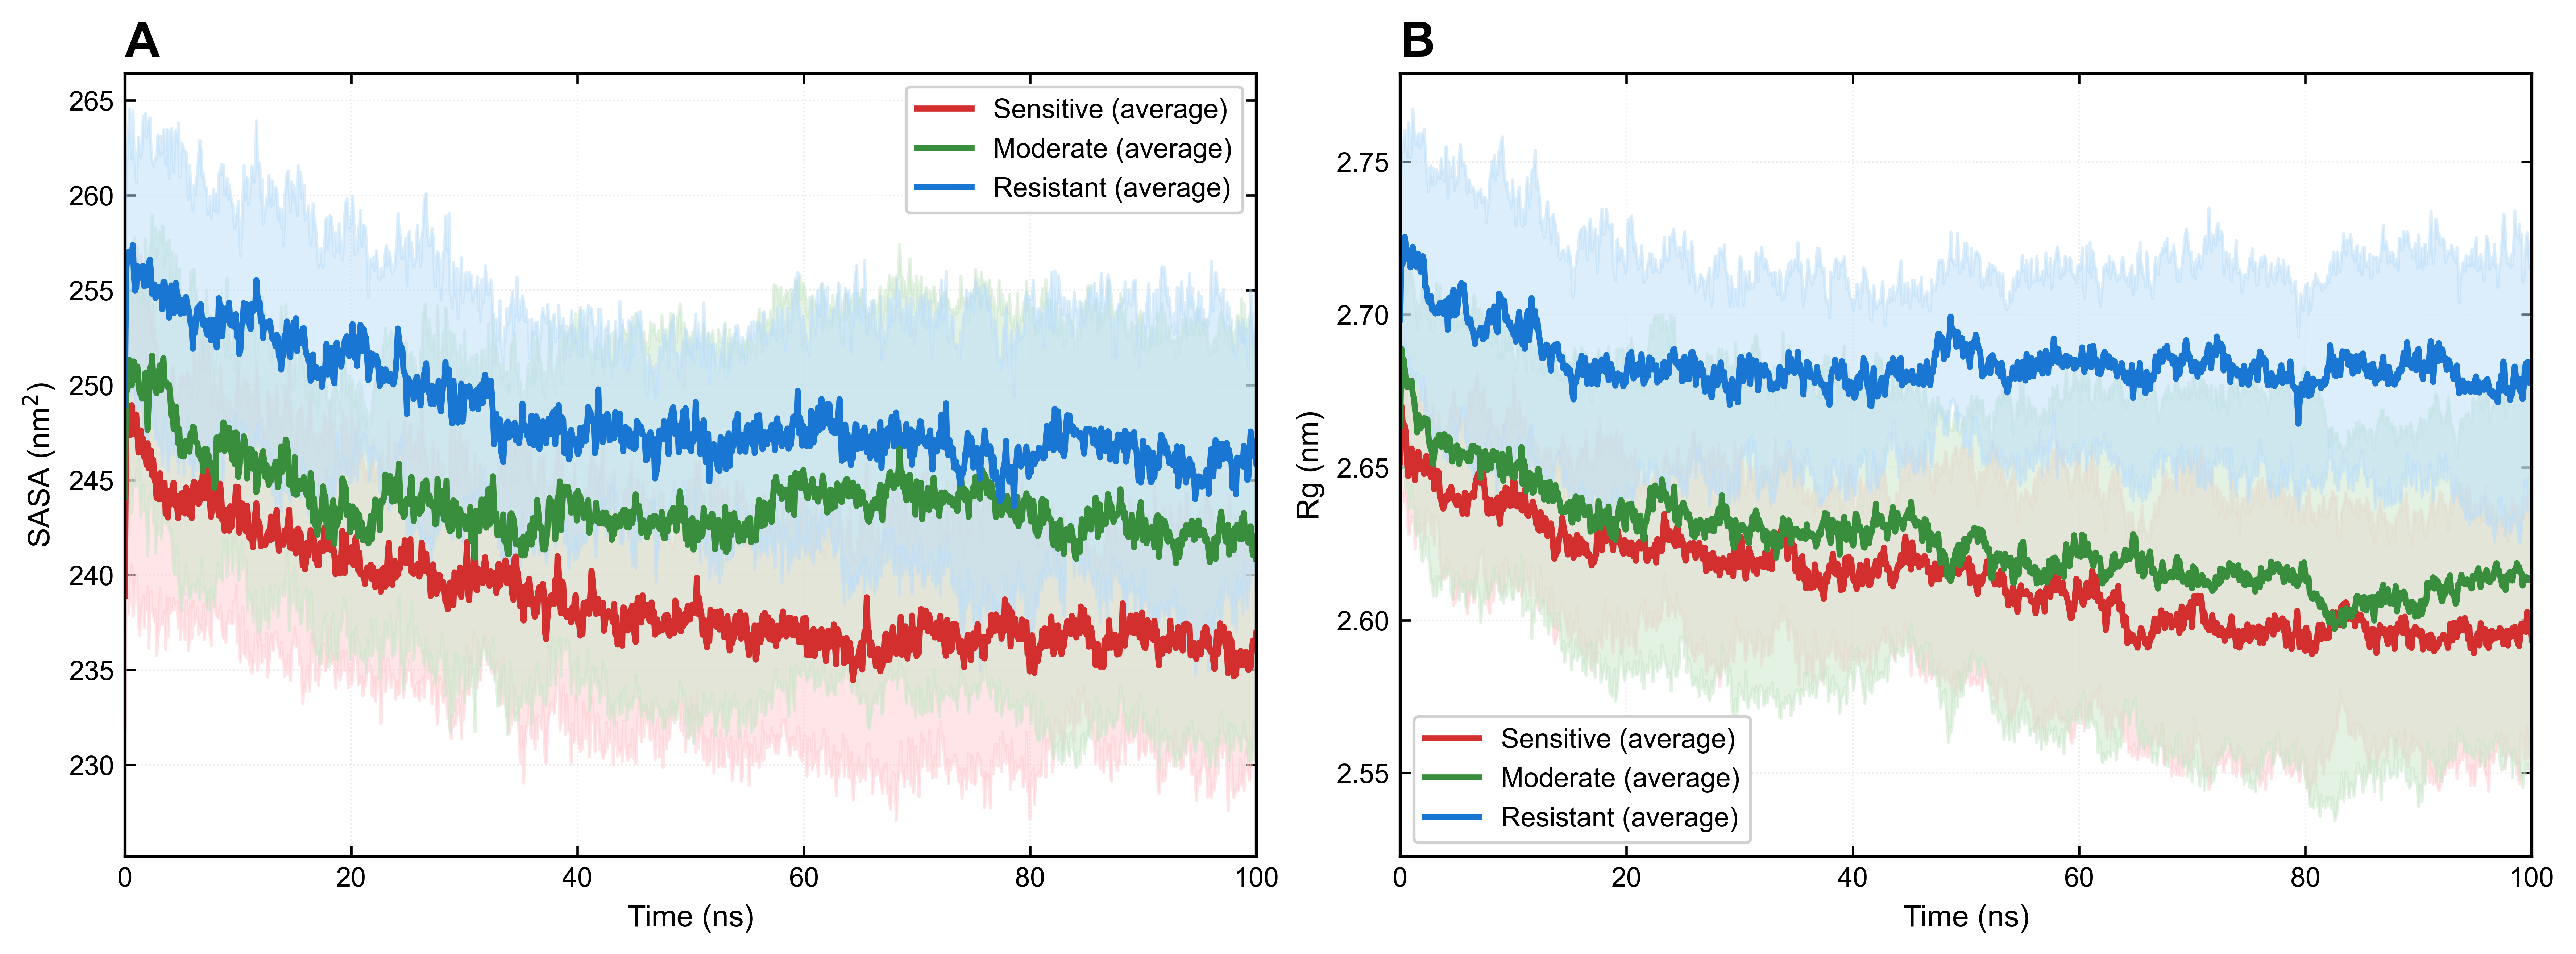 A
265
260
255
250
245
240
235
230
SASA (nm²)
Sensitive (average)
Moderate (average)
Resistant (average)
0 20 40 60 80 100
Time (ns)
B
2.75
2.70
2.65
2.60
2.55
Rg (nm)
Sensitive (average)
Moderate (average)
Resistant (average)
0 20 40 60 80 100
Time (ns)